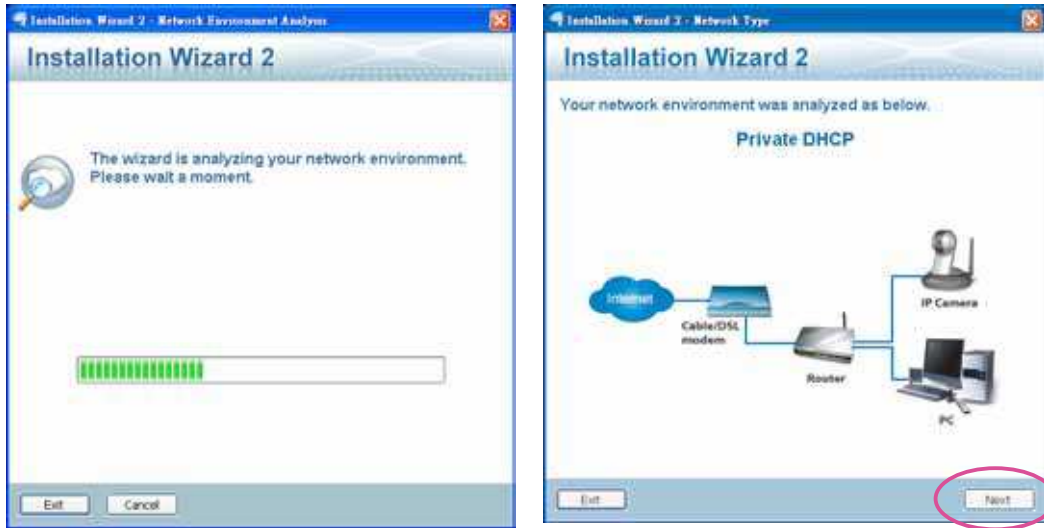 Installation Wizard 2 - Network Environment Analysis
Installation Wizard 2
The wizard is analyzing your network environment.
Please wait a moment.
Exit
Cancel
Installation Wizard 2 - Network Type
Installation Wizard 2
Your network environment was analyzed as below.
Private DHCP
Internet
Cable/DSL
modem
IP Camera
Router
PC
Exit
Next